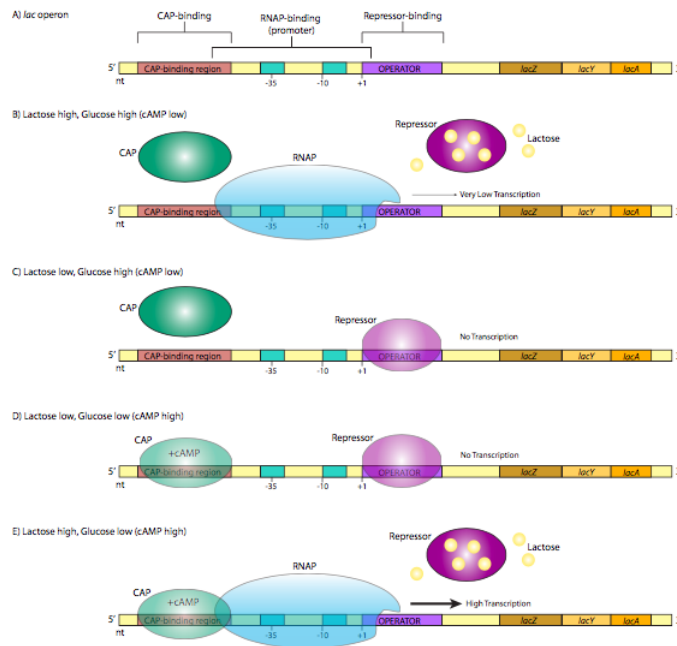 A) lac operon
CAP-binding
RNAP-binding
(promoter)
Repressor-binding
5′ CAP-binding region OPERATOR lacZ lacY lacA
nt -35 -10 +1
B) Lactose high, Glucose high (cAMP low)
CAP
RNAP
Repressor
Lactose
Very Low Transcription
5′ CAP-binding region OPERATOR lacZ lacY lacA
nt -35 -10 +1
C) Lactose low, Glucose high (cAMP low)
CAP
Repressor
No Transcription
5′ CAP-binding region OPERATOR lacZ lacY lacA
nt -35 -10 +1
D) Lactose low, Glucose low (cAMP high)
CAP
+cAMP
Repressor
No Transcription
5′ CAP-binding region OPERATOR lacZ lacY lacA
nt -35 -10 +1
E) Lactose high, Glucose low (cAMP high)
CAP
+cAMP
RNAP
Repressor
Lactose
High Transcription
5′ CAP-binding region OPERATOR lacZ lacY lacA
nt -35 -10 +1